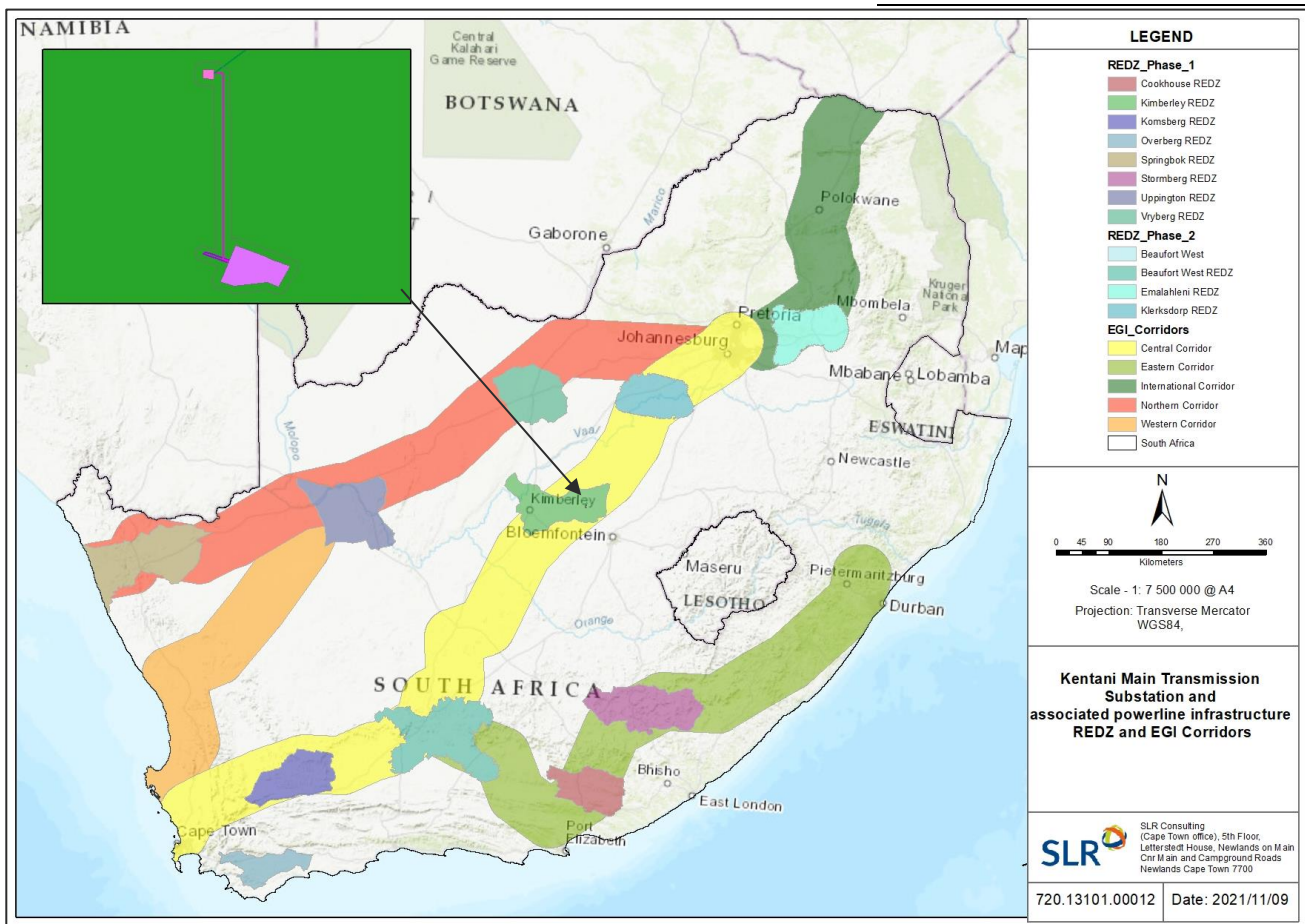 NAMIBIA
Central
Kalahari
Game Reserve
BOTSWANA
Marico
Polokwane
Gaborone
Kruger
National
Park
Mbombela
Pretoria
Johannesburg
Map
Mbabane
Lobamba
Molopo
Vaal
ESWATINI
Newcastle
Kimberley
Bloemfontein
Tugela
Maseru
Pietermaritzburg
LESOTHO
Durban
Orange
SOUTH AFRICA
Bhisho
East London
Cape Town
Port
Elizabeth
LEGEND
REDZ_Phase_1
Cookhouse REDZ
Kimberley REDZ
Komsberg REDZ
Overberg REDZ
Springbok REDZ
Stormberg REDZ
Uppington REDZ
Vryberg REDZ
REDZ_Phase_2
Beaufort West
Beaufort West REDZ
Emalahleni REDZ
Klerksdorp REDZ
EGI_Corridors
Central Corridor
Eastern Corridor
International Corridor
Northern Corridor
Western Corridor
South Africa
N
0 45 90 180 270 360
Kilometers
Scale - 1: 7 500 000 @ A4
Projection: Transverse Mercator
WGS84,
Kentani Main Transmission
Substation and
associated powerline infrastructure
REDZ and EGI Corridors
SLR
SLR Consulting
(Cape Town office), 5th Floor,
Letterstedt House, Newlands on Main
Cnr Main and Campground Roads
Newlands Cape Town 7700
720.13101.00012
Date: 2021/11/09